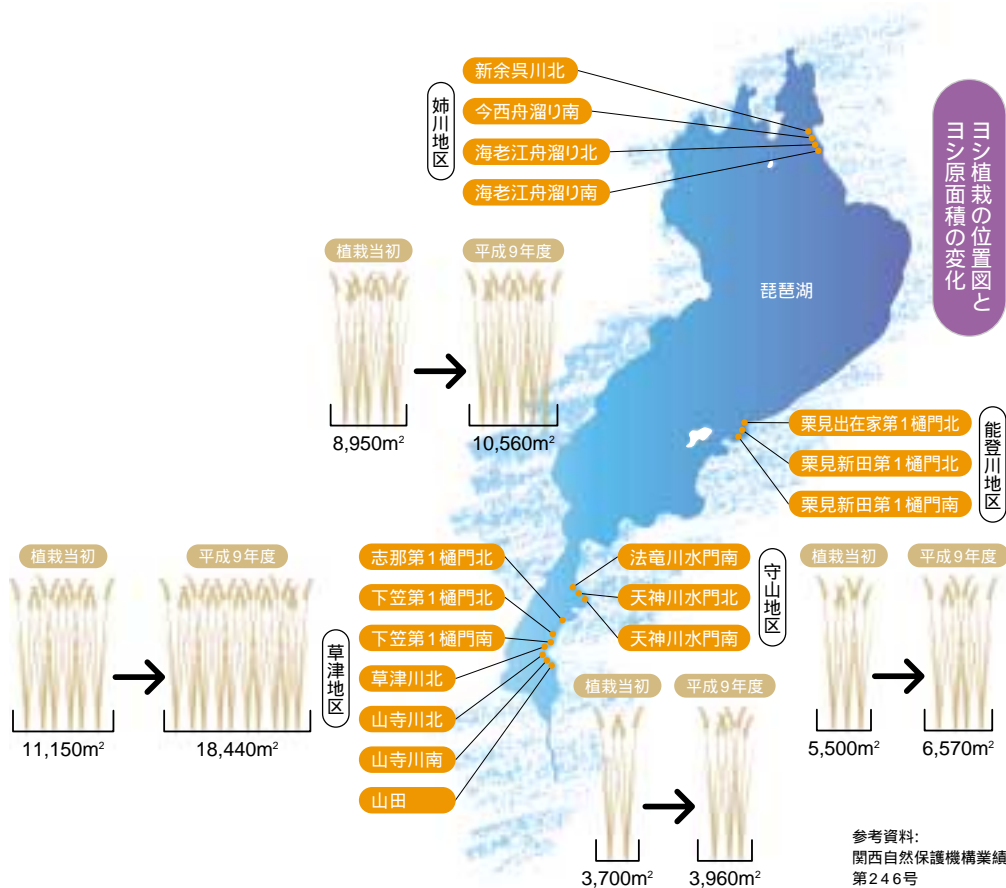 ヨシ植栽の位置図と
ヨシ原面積の変化
姉川地区
新余呉川北
今西舟溜り南
海老江舟溜り北
海老江舟溜り南
植栽当初
平成9年度
8,950m²
10,560m²
琵琶湖
能登川地区
栗見出在家第1樋門北
栗見新田第1樋門北
栗見新田第1樋門南
植栽当初
平成9年度
5,500m²
6,570m²
守山地区
法竜川水門南
天神川水門北
天神川水門南
植栽当初
平成9年度
3,700m²
3,960m²
草津地区
志那第1樋門北
下笠第1樋門北
下笠第1樋門南
草津川北
山寺川北
山寺川南
山田
植栽当初
平成9年度
11,150m²
18,440m²
参考資料:
関西自然保護機構業績
第246号